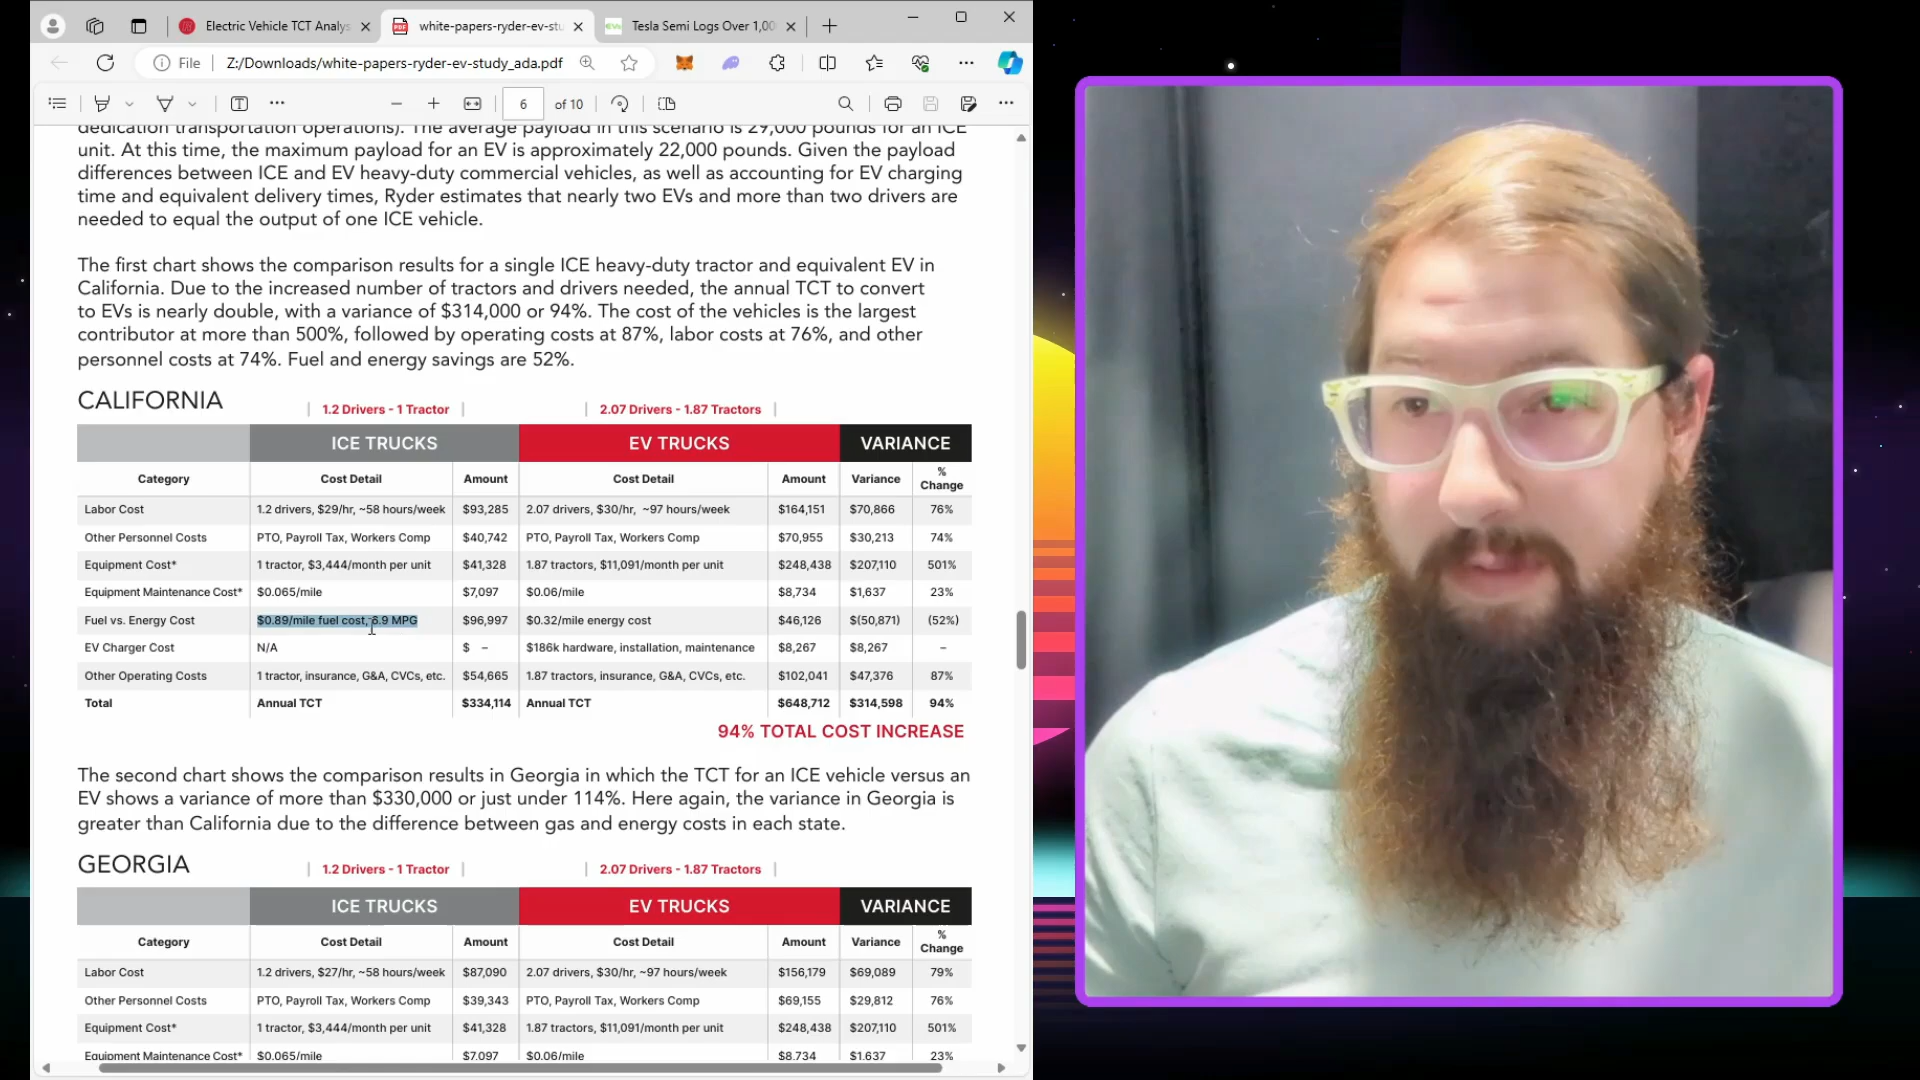 Electric Vehicle TCT Analys
white-papers-ryder-ev-stu
Tesla Semi Logs Over 1,00
File
Z:/Downloads/white-papers-ryder-ev-study_ada.pdf
6 of 10
dedication transportation operations). The average payload in this scenario is 29,000 pounds for an ICE
unit. At this time, the maximum payload for an EV is approximately 22,000 pounds. Given the payload
differences between ICE and EV heavy-duty commercial vehicles, as well as accounting for EV charging
time and equivalent delivery times, Ryder estimates that nearly two EVs and more than two drivers are
needed to equal the output of one ICE vehicle.
The first chart shows the comparison results for a single ICE heavy-duty tractor and equivalent EV in
California. Due to the increased number of tractors and drivers needed, the annual TCT to convert
to EVs is nearly double, with a variance of $314,000 or 94%. The cost of the vehicles is the largest
contributor at more than 500%, followed by operating costs at 87%, labor costs at 76%, and other
personnel costs at 74%. Fuel and energy savings are 52%.
CALIFORNIA
1.2 Drivers - 1 Tractor
2.07 Drivers - 1.87 Tractors
ICE TRUCKS EV TRUCKS VARIANCE
Category Cost Detail Amount Cost Detail Amount Variance % Change
Labor Cost 1.2 drivers, $29/hr, ~58 hours/week $93,285 2.07 drivers, $30/hr, ~97 hours/week $164,151 $70,866 76%
Other Personnel Costs PTO, Payroll Tax, Workers Comp $40,742 PTO, Payroll Tax, Workers Comp $70,955 $30,213 74%
Equipment Cost* 1 tractor, $3,444/month per unit $41,328 1.87 tractors, $11,091/month per unit $248,438 $207,110 501%
Equipment Maintenance Cost* $0.065/mile $7,097 $0.06/mile $8,734 $1,637 23%
Fuel vs. Energy Cost $0.89/mile fuel cost, 6.9 MPG $96,997 $0.32/mile energy cost $46,126 $(50,871) (52%)
EV Charger Cost N/A $ – $186k hardware, installation, maintenance $8,267 $8,267 –
Other Operating Costs 1 tractor, insurance, G&A, CVCs, etc. $54,665 1.87 tractors, insurance, G&A, CVCs, etc. $102,041 $47,376 87%
Total Annual TCT $334,114 Annual TCT $648,712 $314,598 94%
94% TOTAL COST INCREASE
The second chart shows the comparison results in Georgia in which the TCT for an ICE vehicle versus an
EV shows a variance of more than $330,000 or just under 114%. Here again, the variance in Georgia is
greater than California due to the difference between gas and energy costs in each state.
GEORGIA
1.2 Drivers - 1 Tractor
2.07 Drivers - 1.87 Tractors
ICE TRUCKS EV TRUCKS VARIANCE
Category Cost Detail Amount Cost Detail Amount Variance % Change
Labor Cost 1.2 drivers, $27/hr, ~58 hours/week $87,090 2.07 drivers, $30/hr, ~97 hours/week $156,179 $69,089 79%
Other Personnel Costs PTO, Payroll Tax, Workers Comp $39,343 PTO, Payroll Tax, Workers Comp $69,155 $29,812 76%
Equipment Cost* 1 tractor, $3,444/month per unit $41,328 1.87 tractors, $11,091/month per unit $248,438 $207,110 501%
Equipment Maintenance Cost* $0.065/mile $7,097 $0.06/mile $8,734 $1,637 23%